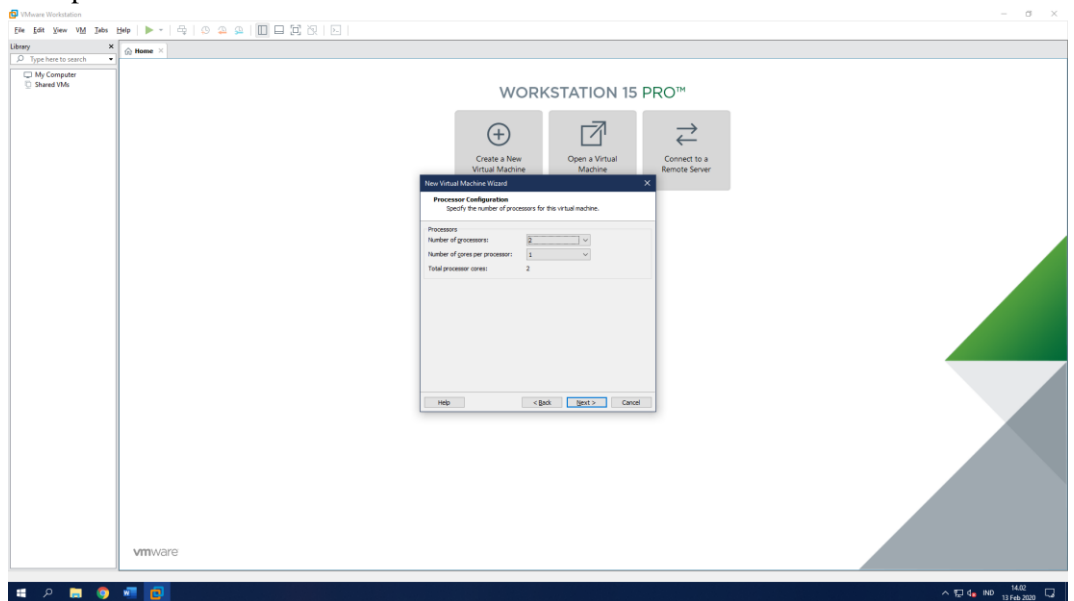 VMware Workstation
File Edit View VM Tabs Help
Library
Type here to search
My Computer
Shared VMs
Home
WORKSTATION 15 PRO™
Create a New
Virtual Machine
Open a Virtual
Machine
Connect to a
Remote Server
New Virtual Machine Wizard
Processor Configuration
Specify the number of processors for this virtual machine.
Processors
Number of processors: 2
Number of cores per processor: 1
Total processor cores: 2
Help < Back Next > Cancel
vmware
IND
14.02
13 Feb 2020